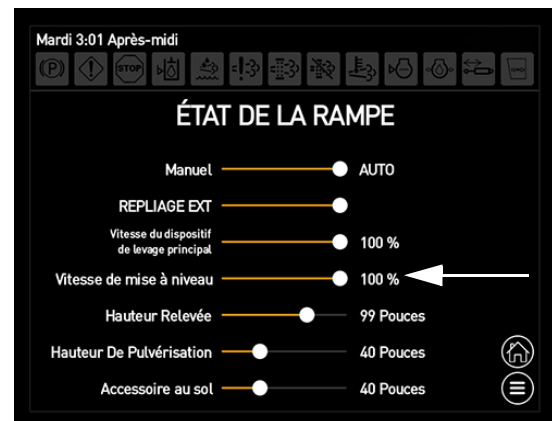 Mardi 3:01 Après-midi
(P) STOP
ÉTAT DE LA RAMPE
Manuel AUTO
REPLIAGE EXT
Vitesse du dispositif
de levage principal 100 %
Vitesse de mise à niveau 100 %
Hauteur Relevée 99 Pouces
Hauteur De Pulvérisation 40 Pouces
Accessoire au sol 40 Pouces